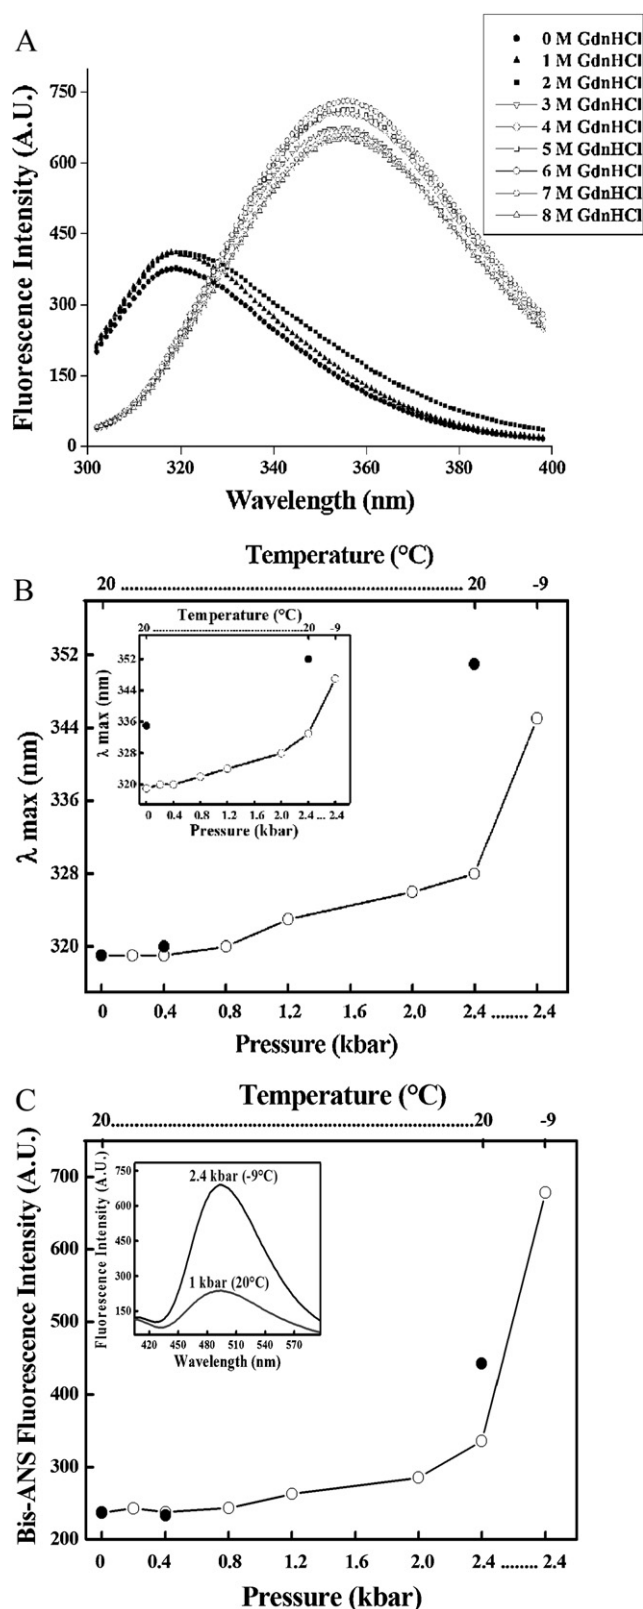 A
0 M GdnHCl
1 M GdnHCl
2 M GdnHCl
3 M GdnHCl
4 M GdnHCl
5 M GdnHCl
6 M GdnHCl
7 M GdnHCl
8 M GdnHCl
Fluorescence Intensity (A.U.)
750
600
450
300
150
0
300 320 340 360 380 400
Wavelength (nm)
B
Temperature (°C)
20 20 -9
λ max (nm)
352
344
336
328
320
Temperature (°C)
0 20 -9
λ max (nm)
352
344
336
328
320
0 0.4 0.8 1.2 1.6 2.0 2.4 ... 2.4
Pressure (kbar)
0 0.4 0.8 1.2 1.6 2.0 2.4 ........ 2.4
Pressure (kbar)
C
Temperature (°C)
20 20 -9
Bis-ANS Fluorescence Intensity (A.U.)
700
600
500
400
300
200
Fluorescence Intensity (A.U.)
750
600
450
300
150
2.4 kbar (-9°C)
1 kbar (20°C)
420 450 480 510 540 570
Wavelength (nm)
0 0.4 0.8 1.2 1.6 2.0 2.4 ........ 2.4
Pressure (kbar)